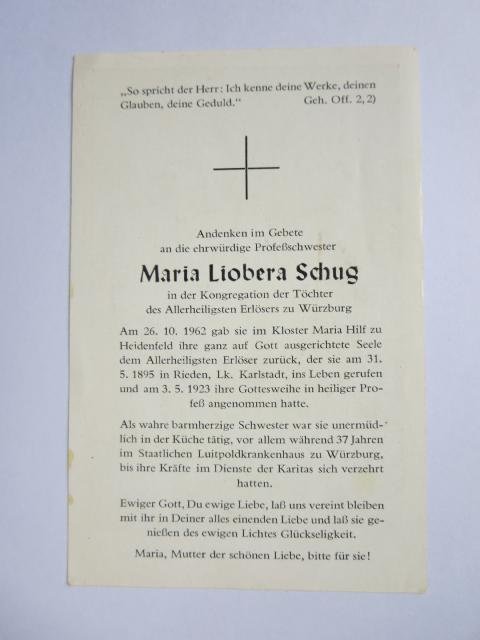 „So spricht der Herr: Ich kenne deine Werke, deinen
Glauben, deine Geduld." Geh. Off. 2, 2)
Andenken im Gebete
an die ehrwürdige Profeßschwester
Maria Liobera Schug
in der Kongregation der Töchter
des Allerheiligsten Erlösers zu Würzburg
Am 26. 10. 1962 gab sie im Kloster Maria Hilf zu
Heidenfeld ihre ganz auf Gott ausgerichtete Seele
dem Allerheiligsten Erlöser zurück, der sie am 31.
5. 1895 in Rieden, Lk. Karlstadt, ins Leben gerufen
und am 3. 5. 1923 ihre Gottesweihe in heiliger Pro-
feß angenommen hatte.
Als wahre barmherzige Schwester war sie unermüd-
lich in der Küche tätig, vor allem während 37 Jahren
im Staatlichen Luitpoldkrankenhaus zu Würzburg,
bis ihre Kräfte im Dienste der Karitas sich verzehrt
hatten.
Ewiger Gott, Du ewige Liebe, laß uns vereint bleiben
mit ihr in Deiner alles einenden Liebe und laß sie ge-
nießen des ewigen Lichtes Glückseligkeit.
Maria, Mutter der schönen Liebe, bitte für sie!